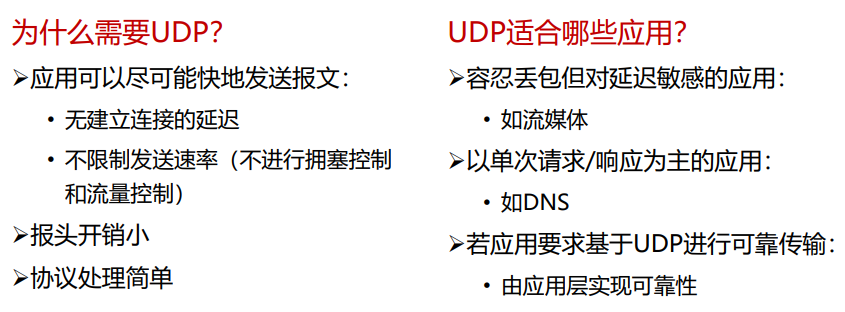 为什么需要UDP？
➢应用可以尽可能快地发送报文：
• 无建立连接的延迟
• 不限制发送速率（不进行拥塞控制
和流量控制）
➢报头开销小
➢协议处理简单
UDP适合哪些应用？
➢容忍丢包但对延迟敏感的应用：
• 如流媒体
➢以单次请求/响应为主的应用：
• 如DNS
➢若应用要求基于UDP进行可靠传输：
• 由应用层实现可靠性